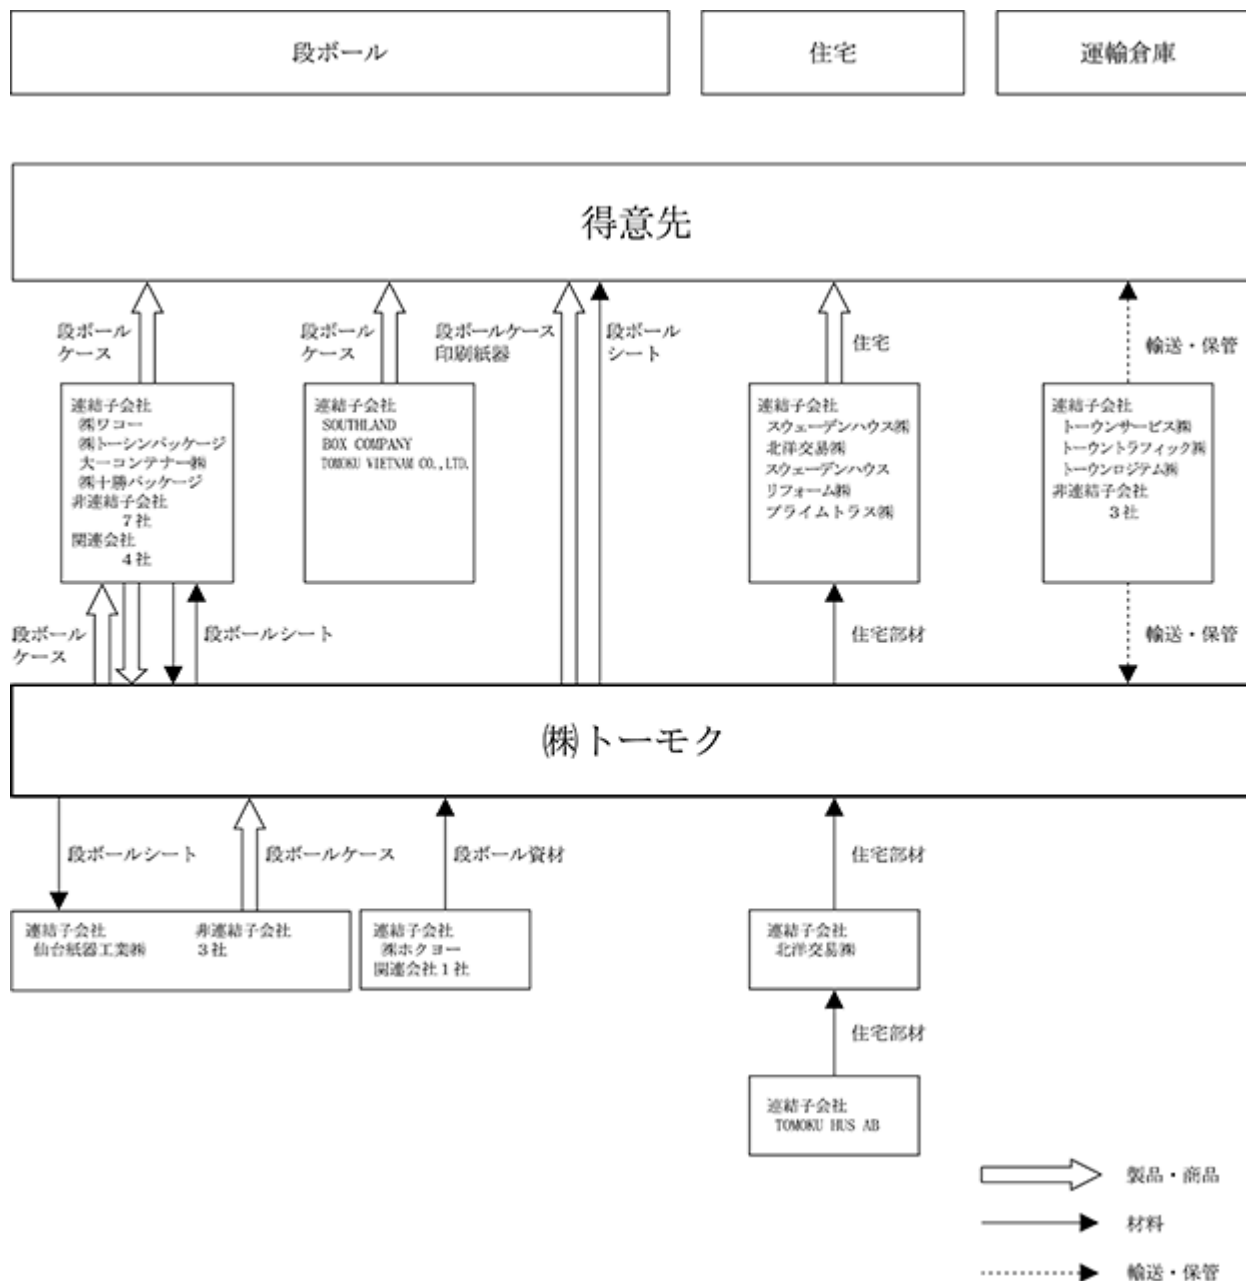 段ボール
住宅
運輸倉庫
得意先
段ボール
ケース
段ボール
ケース
段ボールケース
印刷紙器
段ボール
シート
住宅
輸送・保管
連結子会社
㈱ワコー
㈱トーシンパッケージ
大一コンテナー㈱
㈱十勝パッケージ
非連結子会社
7社
関連会社
4社
連結子会社
SOUTHLAND
BOX COMPANY
TOMOKU VIETNAM CO.,LTD.
連結子会社
スウェーデンハウス㈱
北洋交易㈱
スウェーデンハウス
リフォーム㈱
プライムトラス㈱
連結子会社
トーウンサービス㈱
トーウントラフィック㈱
トーウンロジテム㈱
非連結子会社
3社
段ボール
ケース
段ボールシート
住宅部材
輸送・保管
㈱トーモク
段ボールシート
段ボールケース
段ボール資材
住宅部材
連結子会社
仙台紙器工業㈱
非連結子会社
3社
連結子会社
㈱ホクヨー
関連会社1社
連結子会社
北洋交易㈱
住宅部材
連結子会社
TOMOKU HUS AB
製品・商品
材料
輸送・保管